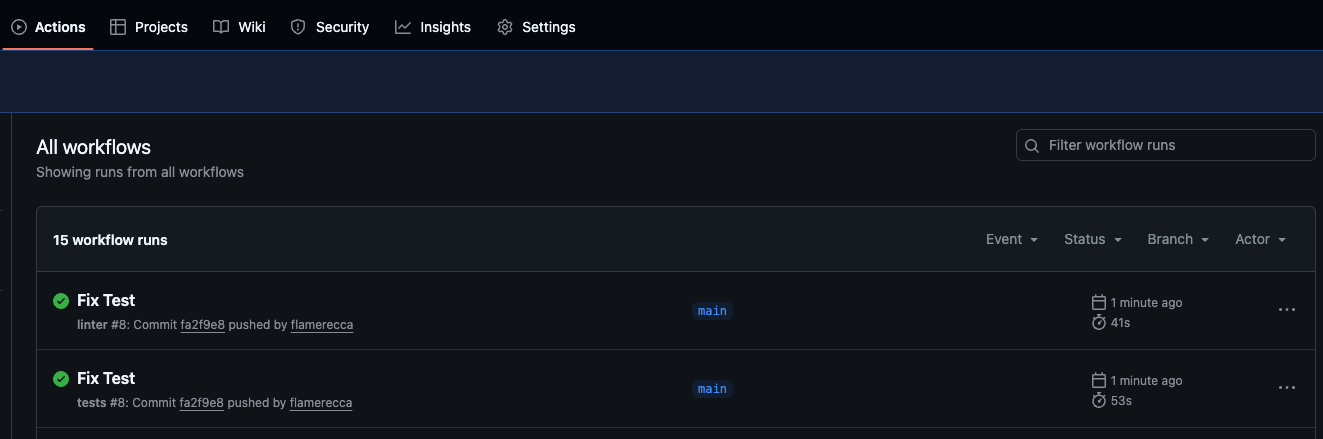 Actions Projects Wiki Security Insights Settings
All workflows
Filter workflow runs
Showing runs from all workflows
15 workflow runs Event Status Branch Actor
Fix Test
linter #8: Commit fa2f9e8 pushed by flamerecca
main
1 minute ago
41s
Fix Test
tests #8: Commit fa2f9e8 pushed by flamerecca
main
1 minute ago
53s